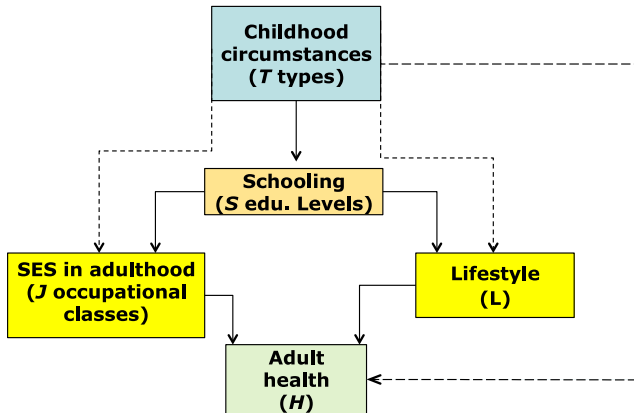 Childhood
circumstances
(T types)
Schooling
(S edu. Levels)
SES in adulthood
(J occupational
classes)
Lifestyle
(L)
Adult
health
(H)